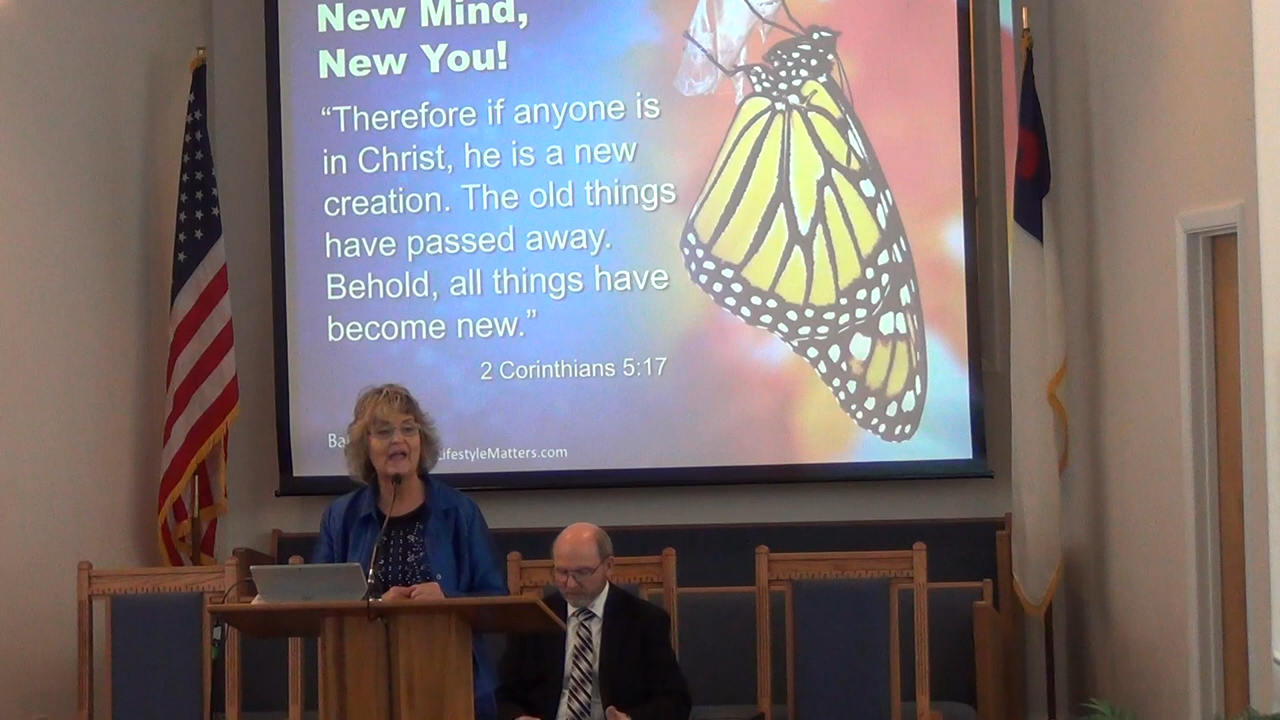 New Mind,
New You!
“Therefore if anyone is
in Christ, he is a new
creation. The old things
have passed away.
Behold, all things have
become new.”
2 Corinthians 5:17
ifestyleMatters.com